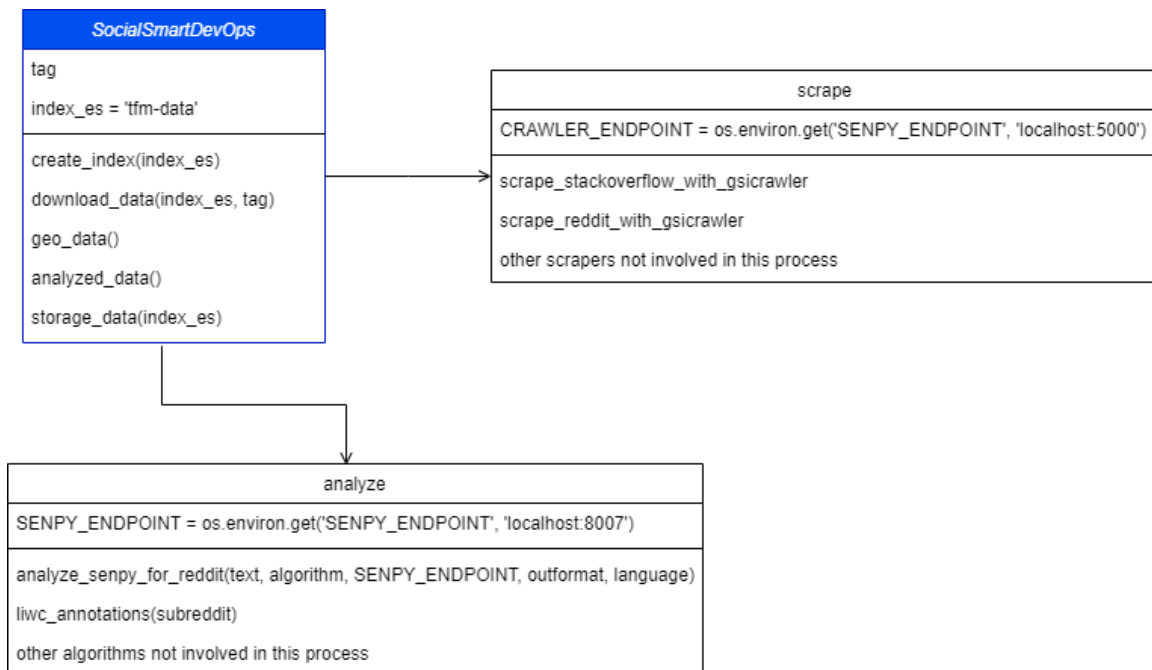 SocialSmartDevOps
tag
index_es = 'tfm-data'
create_index(index_es)
download_data(index_es, tag)
geo_data()
analyzed_data()
storage_data(index_es)
scrape
CRAWLER_ENDPOINT = os.environ.get('SENPY_ENDPOINT', 'localhost:5000')
scrape_stackoverflow_with_gsicrawler
scrape_reddit_with_gsicrawler
other scrapers not involved in this process
analyze
SENPY_ENDPOINT = os.environ.get('SENPY_ENDPOINT', 'localhost:8007')
analyze_senpy_for_reddit(text, algorithm, SENPY_ENDPOINT, outformat, language)
liwc_annotations(subreddit)
other algorithms not involved in this process